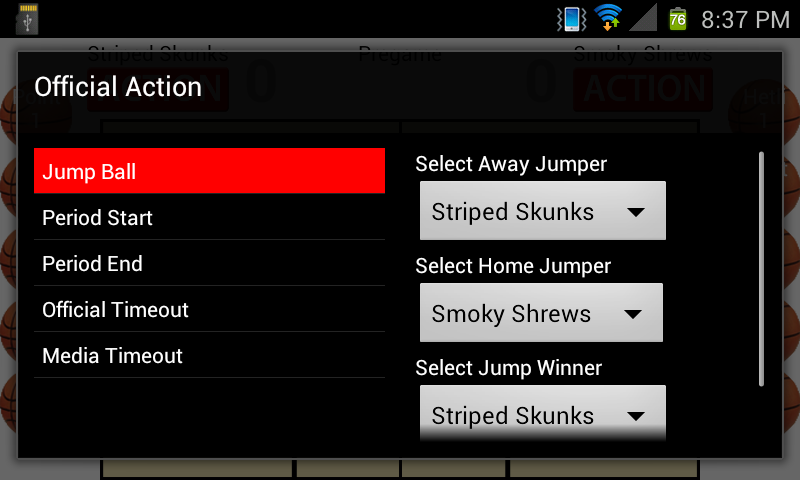 76 8:37 PM
Striped Skunks Pregame Smoky Shrews
ACTION 0 0 ACTION
Official Action
Jump Ball
Period Start
Period End
Official Timeout
Media Timeout
Select Away Jumper
Striped Skunks
Select Home Jumper
Smoky Shrews
Select Jump Winner
Striped Skunks